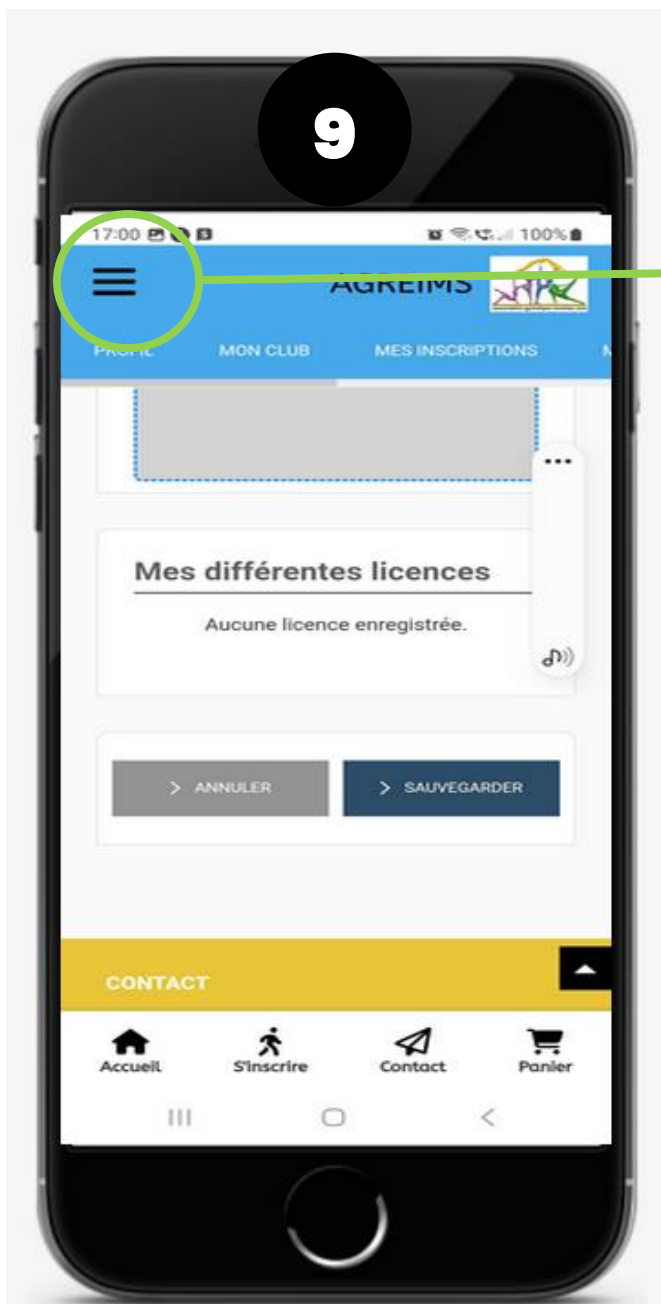 9
17:00
100%
AGREIMS
PROFIL MON CLUB MES INSCRIPTIONS
Mes différentes licences
Aucune licence enregistrée.
> ANNULER > SAUVEGARDER
CONTACT
Accueil S'inscrire Contact Panier